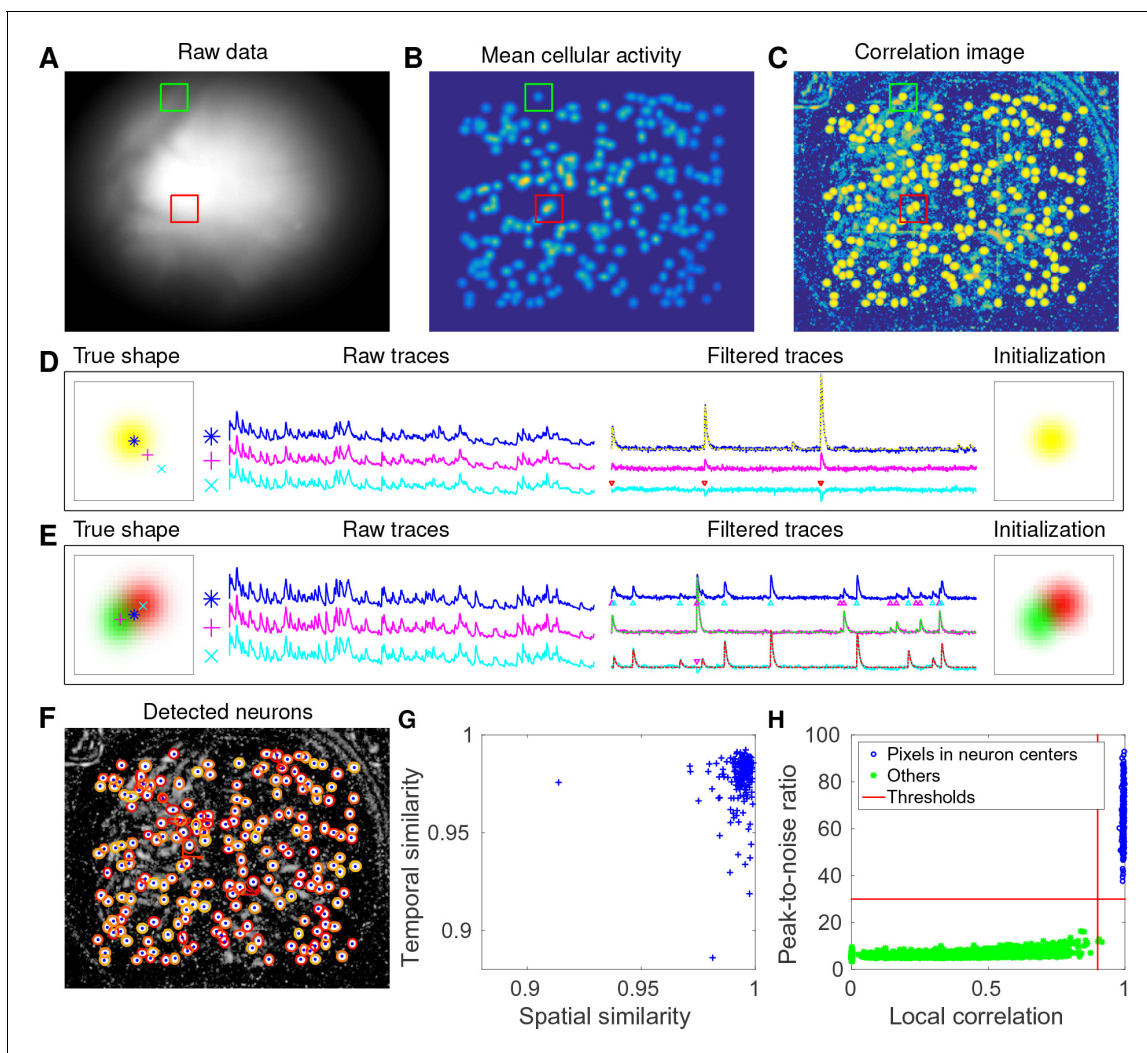 A Raw data
B Mean cellular activity
C Correlation image
D True shape Raw traces Filtered traces Initialization
E True shape Raw traces Filtered traces Initialization
F Detected neurons
G
1
0.95
0.9
Temporal similarity
0.9 0.95 1
Spatial similarity
H
100
80
60
40
20
0
Peak-to-noise ratio
Pixels in neuron centers
Others
Thresholds
0 0.5 1
Local correlation